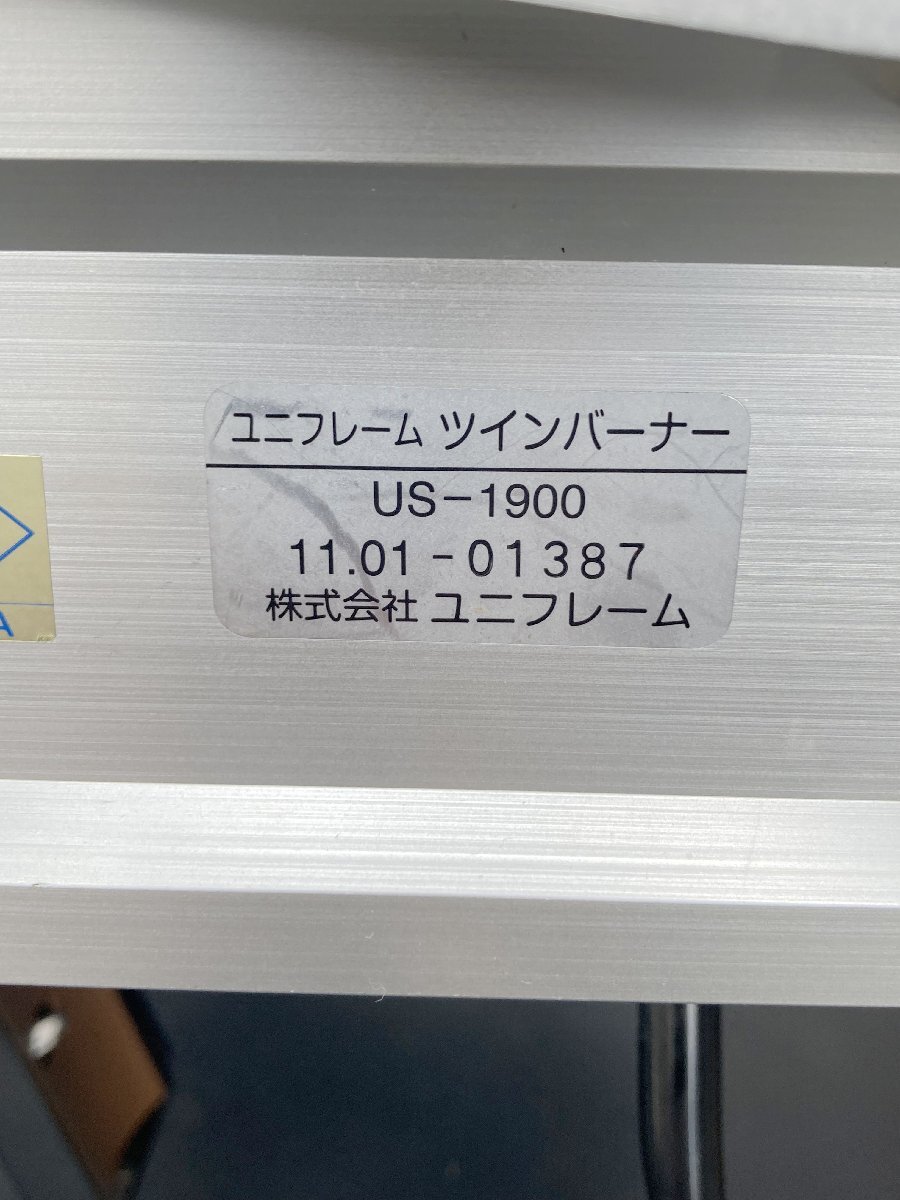 ユニフレーム ツインバーナー
US-1900
11.01-01387
株式会社 ユニフレーム
A